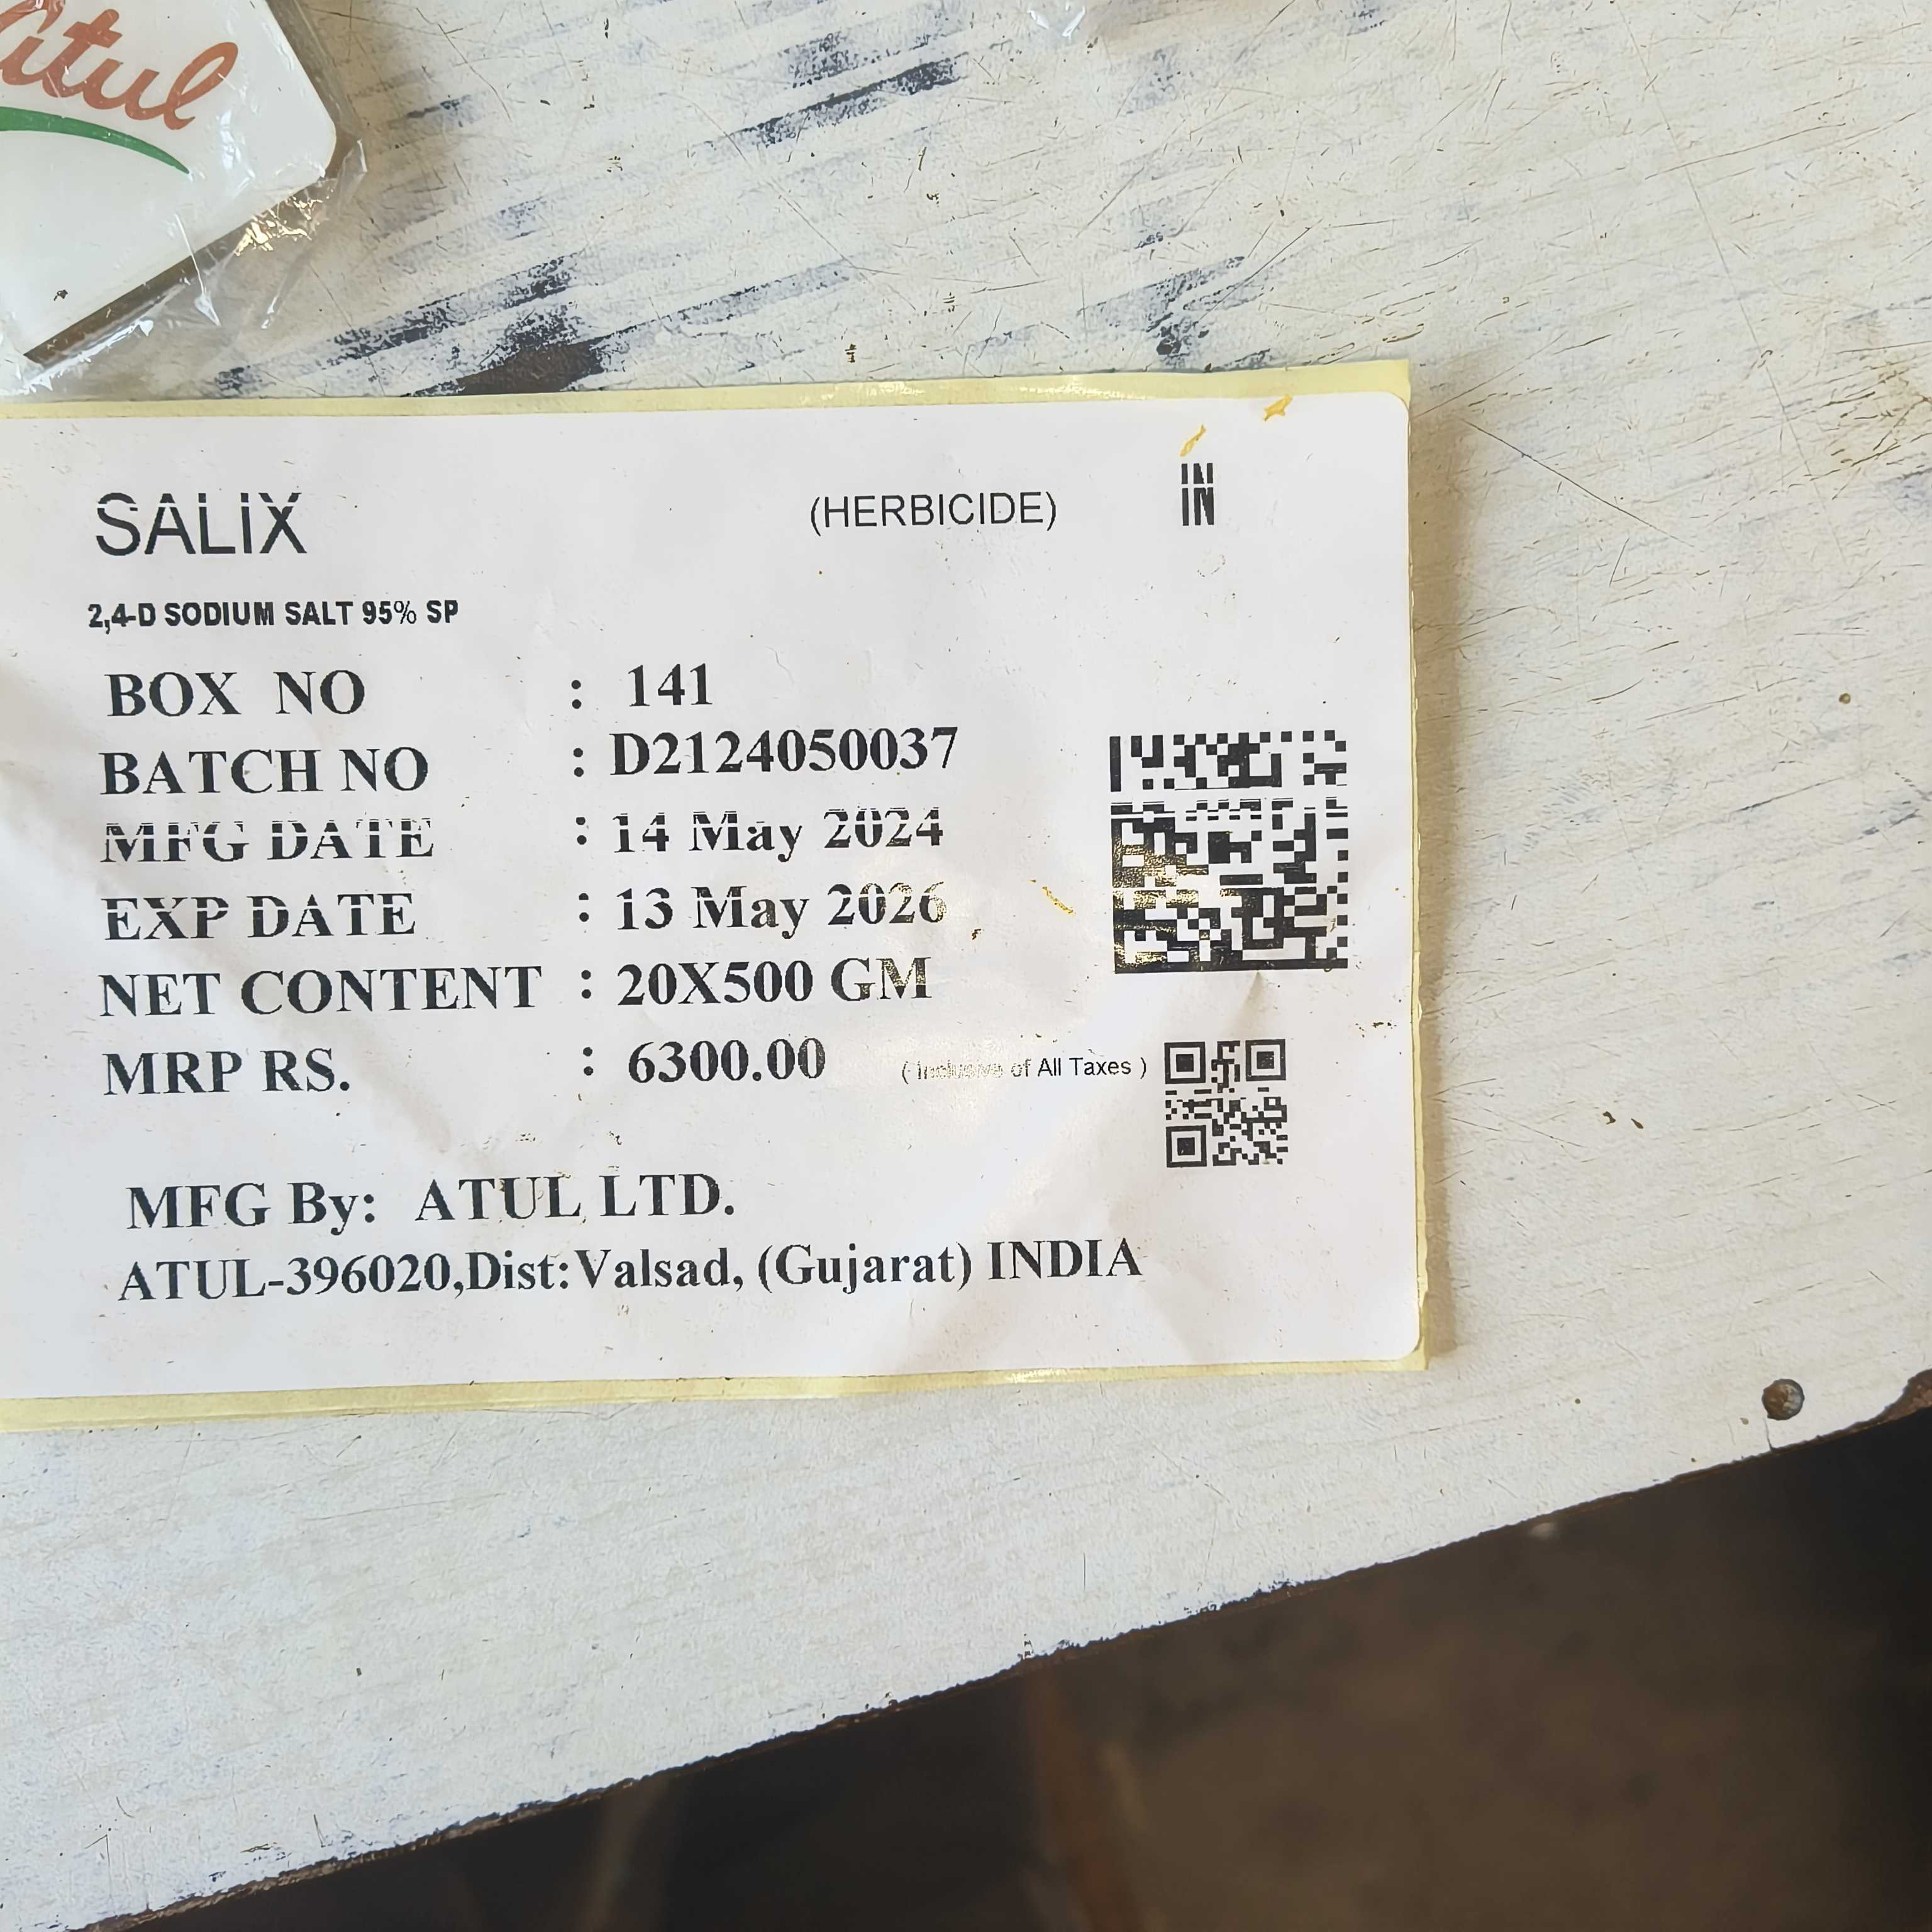 atul
SALIX (HERBICIDE) IN
2,4-D SODIUM SALT 95% SP
BOX NO : 141
BATCH NO : D2124050037
MFG DATE : 14 May 2024
EXP DATE : 13 May 2026
NET CONTENT : 20X500 GM
MRP RS. : 6300.00 ( Inclusive of All Taxes )
MFG By: ATUL LTD.
ATUL-396020,Dist:Valsad, (Gujarat) INDIA